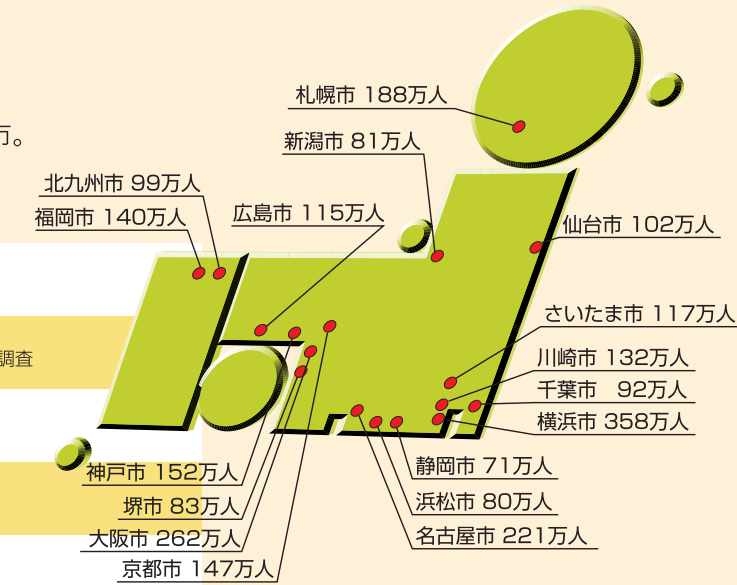 札幌市 188万人
新潟市 81万人
万。
北九州市 99万人
福岡市 140万人
広島市 115万人
仙台市 102万人
さいたま市 117万人
川崎市 132万人
調査
千葉市　92万人
横浜市 358万人
静岡市 71万人
神戸市 152万人
浜松市 80万人
堺市 83万人
名古屋市 221万人
大阪市 262万人
京都市 147万人